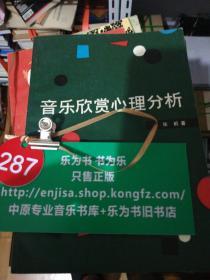 音乐欣赏心理分析
著
287
乐为书 书为乐
只售正版
http://enjisa.shop.kongfz.com/
中原专业音乐书库+乐为书旧书店